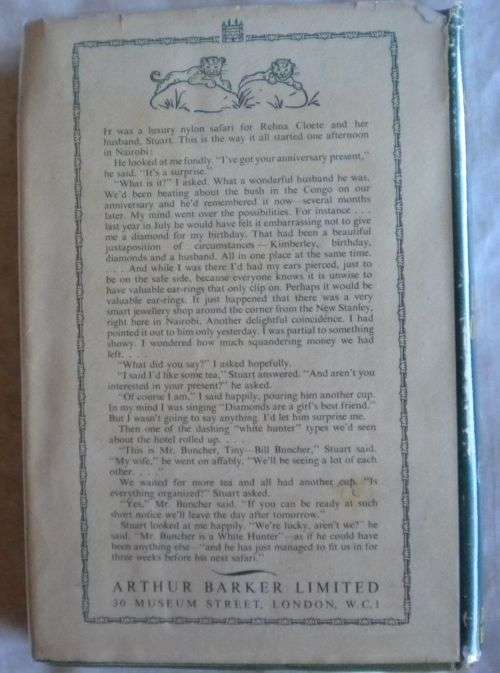 It was a luxury nylon safari for Rehna Cloete and her
husband, Stuart. This is the way it all started one afternoon
in Nairobi:
He looked at me fondly. "I've got your anniversary present,"
he said. "It's a surprise."
"What is it?" I asked. What a wonderful husband he was.
We'd been beating about the bush in the Congo on our
anniversary and he'd remembered it now—several months
later. My mind went over the possibilities. For instance . . .
last year in July he would have felt it embarrassing not to give
me a diamond for my birthday. That had been a beautiful
juxtaposition of circumstances — Kimberley, birthday,
diamonds and a husband. All in one place at the same time.
. . . And while I was there I'd had my ears pierced, just to
be on the safe side, because everyone knows it is unwise to
have valuable ear-rings that only clip on. Perhaps it would be
valuable ear-rings. It just happened that there was a very
smart jewellery shop around the corner from the New Stanley,
right here in Nairobi. Another delightful coincidence. I had
pointed it out to him only yesterday. I was partial to something
showy. I wondered how much squandering money we had
left. . . .
"What did you say?" I asked hopefully.
"I said I'd like some tea," Stuart answered. "And aren't you
interested in your present?" he asked.
"Of course I am," I said happily, pouring him another cup.
In my mind I was singing "Diamonds are a girl's best friend."
But I wasn't going to say anything. I'd let him surprise me.
Then one of the dashing "white hunter" types we'd seen
about the hotel rolled up. . . .
"This is Mr. Buncher, Tiny—Bill Buncher," Stuart said.
"My wife," he went on affably. "We'll be seeing a lot of each
other. . . ."
We waited for more tea and all had another cup. "Is
everything organized?" Stuart asked.
"Yes," Mr. Buncher said. "If you can be ready at such
short notice we'll leave the day after tomorrow."
Stuart looked at me happily. "We're lucky, aren't we?" he
said. "Mr. Buncher is a White Hunter"—as if he could have
been anything else—"and he has just managed to fit us in for
three weeks before his next safari."
ARTHUR BARKER LIMITED
30 MUSEUM STREET, LONDON, W.C.1